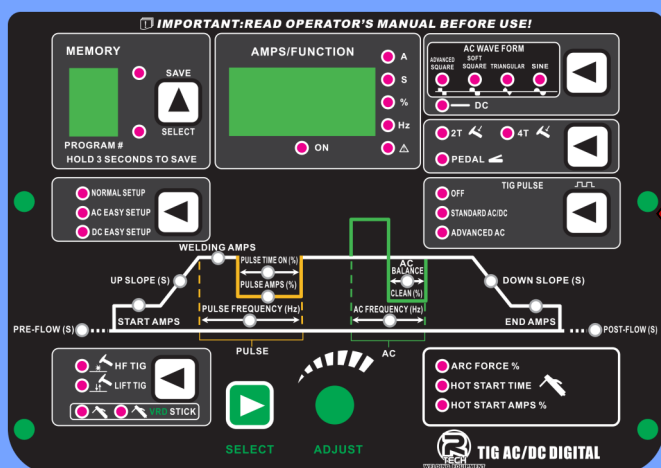 IMPORTANT:READ OPERATOR'S MANUAL BEFORE USE!
MEMORY
SAVE
SELECT
PROGRAM #
HOLD 3 SECONDS TO SAVE
AMPS/FUNCTION
A
S
%
Hz
ON
AC WAVE FORM
ADVANCED SQUARE
SOFT SQUARE
TRIANGULAR
SINE
DC
2T
4T
PEDAL
TIG PULSE
OFF
STANDARD AC/DC
ADVANCED AC
NORMAL SETUP
AC EASY SETUP
DC EASY SETUP
WELDING AMPS
PULSE TIME ON (%)
PULSE AMPS (%)
PULSE FREQUENCY (Hz)
UP SLOPE (S)
START AMPS
PRE-FLOW (S)
PULSE
AC BALANCE
CLEAN (%)
AC FREQUENCY (Hz)
AC
DOWN SLOPE (S)
END AMPS
POST-FLOW (S)
HF TIG
LIFT TIG
VRD STICK
SELECT
ADJUST
ARC FORCE %
HOT START TIME
HOT START AMPS %
R
TECH
WELDING EQUIPMENT
TIG AC/DC DIGITAL